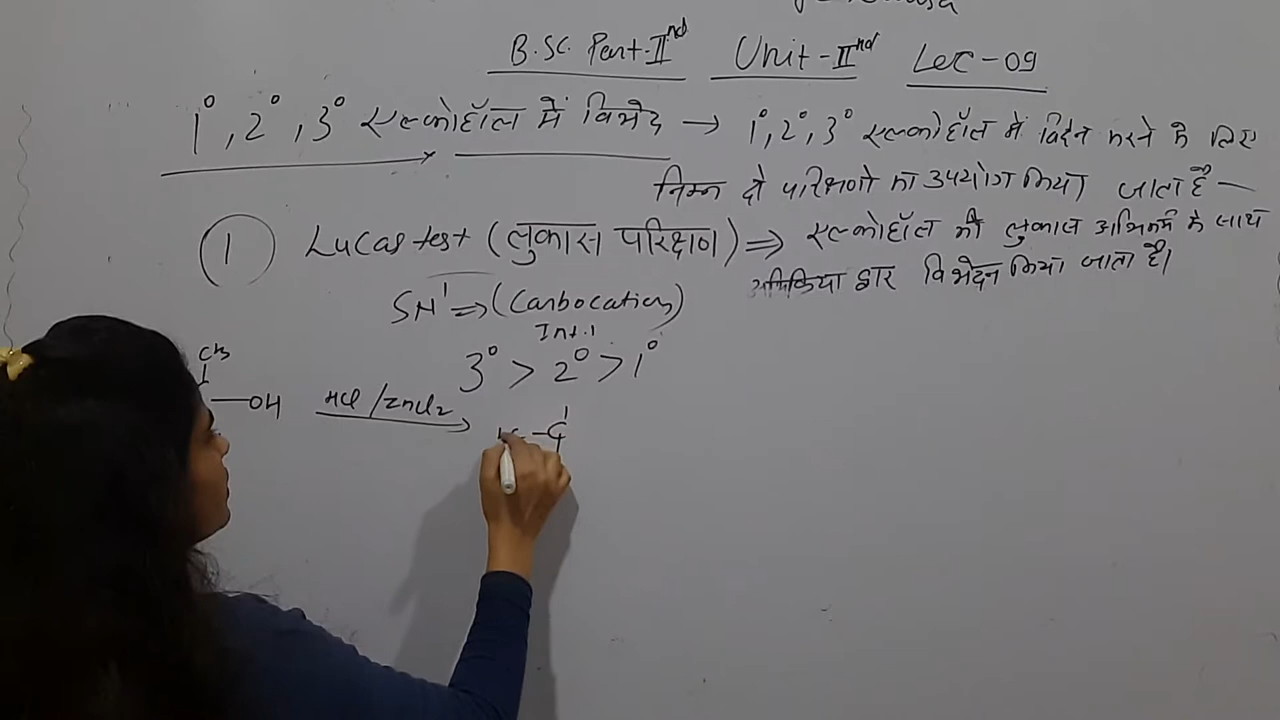 B.SC. Part-IInd Unit-IInd Lec-09
1°, 2°, 3° एल्कोहॉल में विभेद → 1°, 2°, 3° एल्कोहॉल में विभेदन करने के लिए
निम्न दो परिक्षणो का उपयोग किया जाता है —
1 Lucas test (लुकास परिक्षण) ⇒ एल्कोहॉल की लुकास अभिकर्म के साथ
अभिक्रिया द्वार विभेदन किया जाता है।
SN1 ⇒ (Carbocation)
Int.
3° > 2° > 1°
CH3
—OH HCl/ZnCl2 →
–C